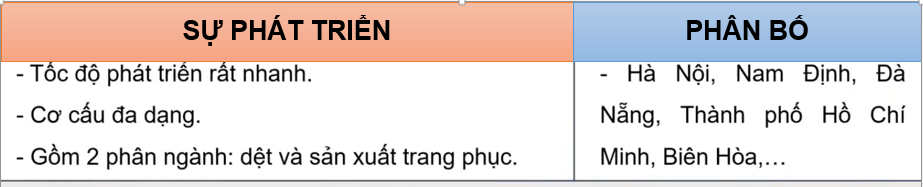 SỰ PHÁT TRIỂN
PHÂN BỐ
- Tốc độ phát triển rất nhanh.
- Cơ cấu đa dạng.
- Gồm 2 phân ngành: dệt và sản xuất trang phục.
- Hà Nội, Nam Định, Đà
Nẵng, Thành phố Hồ Chí
Minh, Biên Hòa,…